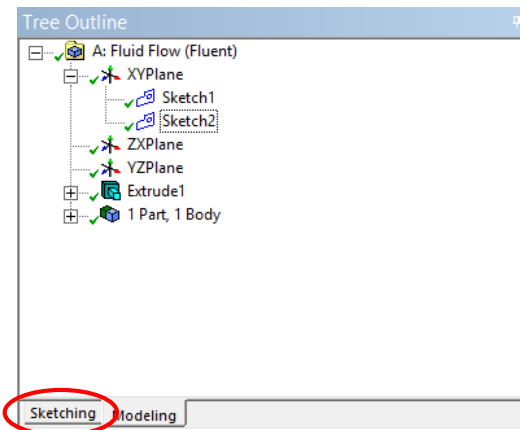 Tree Outline
A: Fluid Flow (Fluent)
XYPlane
Sketch1
Sketch2
ZXPlane
YZPlane
Extrude1
1 Part, 1 Body
Sketching Modeling